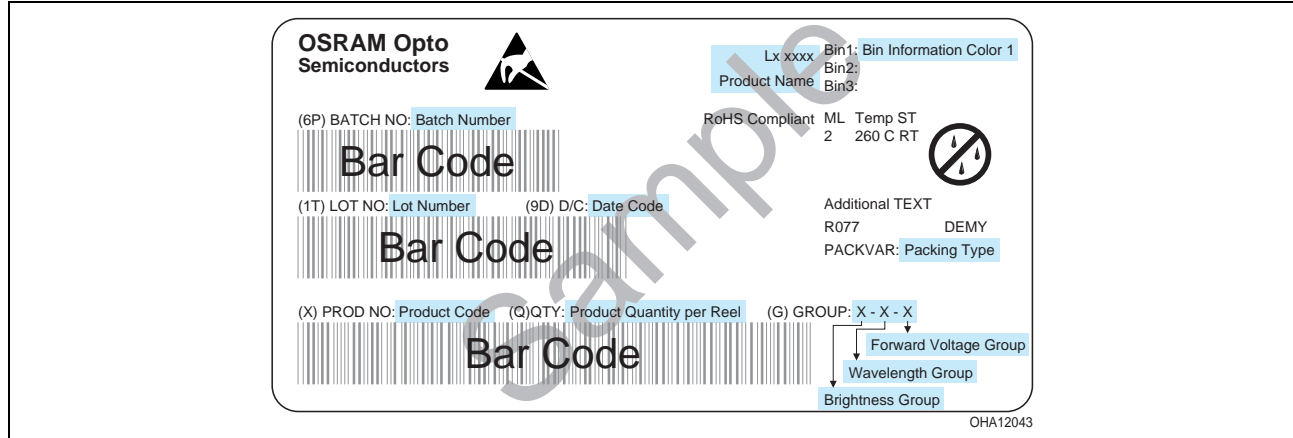 OSRAM Opto
Semiconductors
Lx xxxx
Product Name
Bin1: Bin Information Color 1
Bin2:
Bin3:
(6P) BATCH NO: Batch Number
Bar Code
RoHS Compliant ML Temp ST
2 260 C RT
(1T) LOT NO: Lot Number (9D) D/C: Date Code
Bar Code
Additional TEXT
R077 DEMY
PACKVAR: Packing Type
(X) PROD NO: Product Code (Q)QTY: Product Quantity per Reel (G) GROUP: X - X - X
Bar Code
Forward Voltage Group
Wavelength Group
Brightness Group
Sample
OHA12043